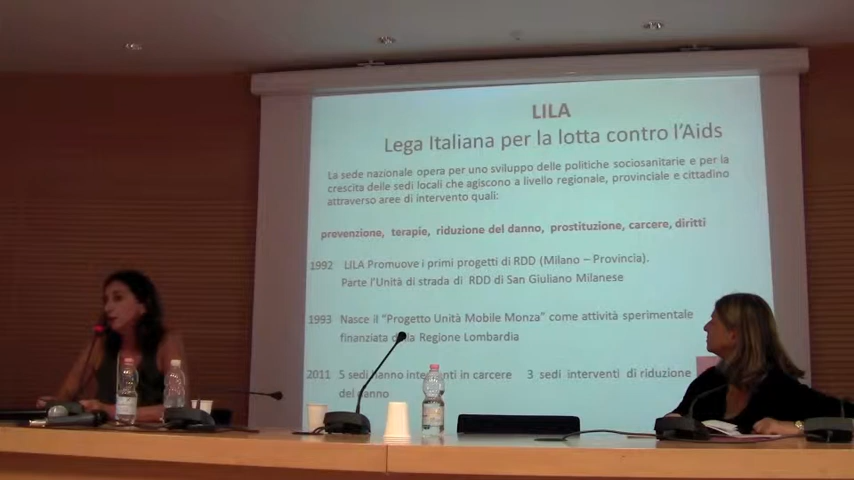 LILA
Lega Italiana per la lotta contro l'Aids
La sede nazionale opera per uno sviluppo delle politiche sociosanitarie e per la
crescita delle sedi locali che agiscono a livello regionale, provinciale e cittadino
attraverso aree di intervento quali:
prevenzione, terapie, riduzione del danno, prostituzione, carcere, diritti
1992 LILA Promuove i primi progetti di RDD (Milano – Provincia).
Parte l'Unità di strada di RDD di San Giuliano Milanese
1993 Nasce il "Progetto Unità Mobile Monza" come attività sperimentale
finanziata Regione Lombardia
2011 5 sedi hanno in carcere 3 sedi interventi di riduzione
del danno